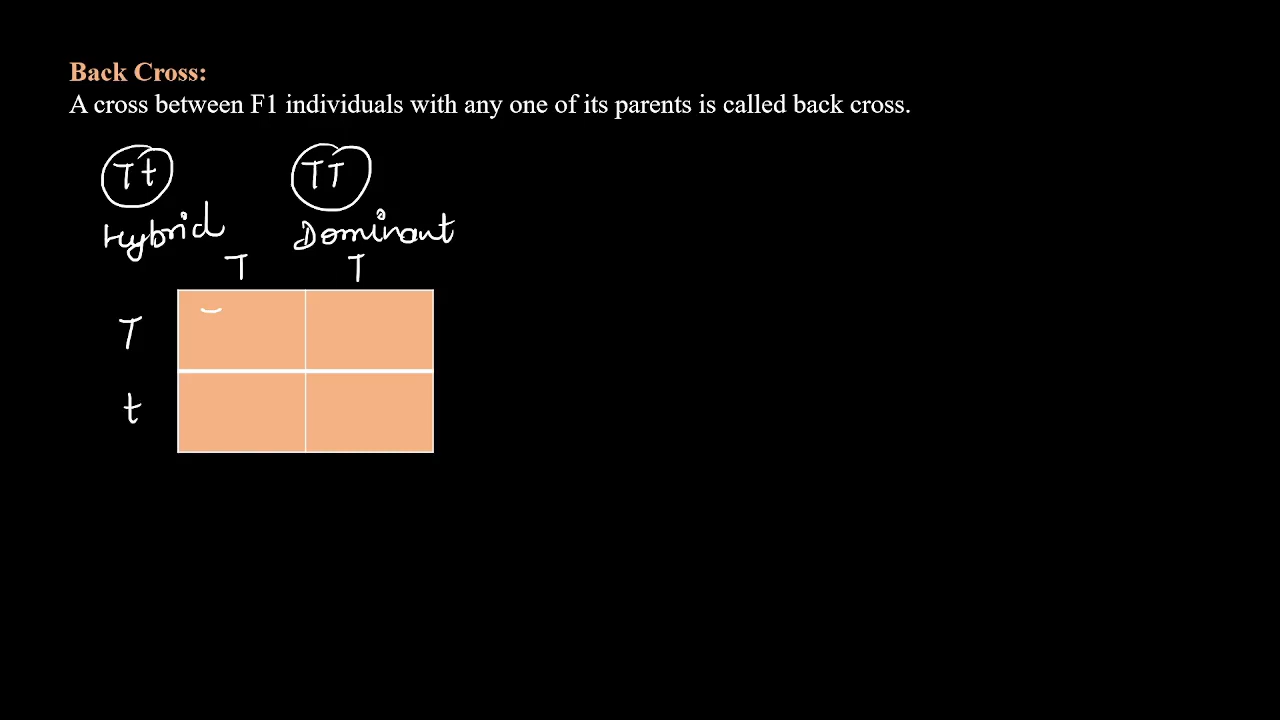 Back Cross:
A cross between F1 individuals with any one of its parents is called back cross.
Tt TT
Hybrid Dominant
T T
T
t